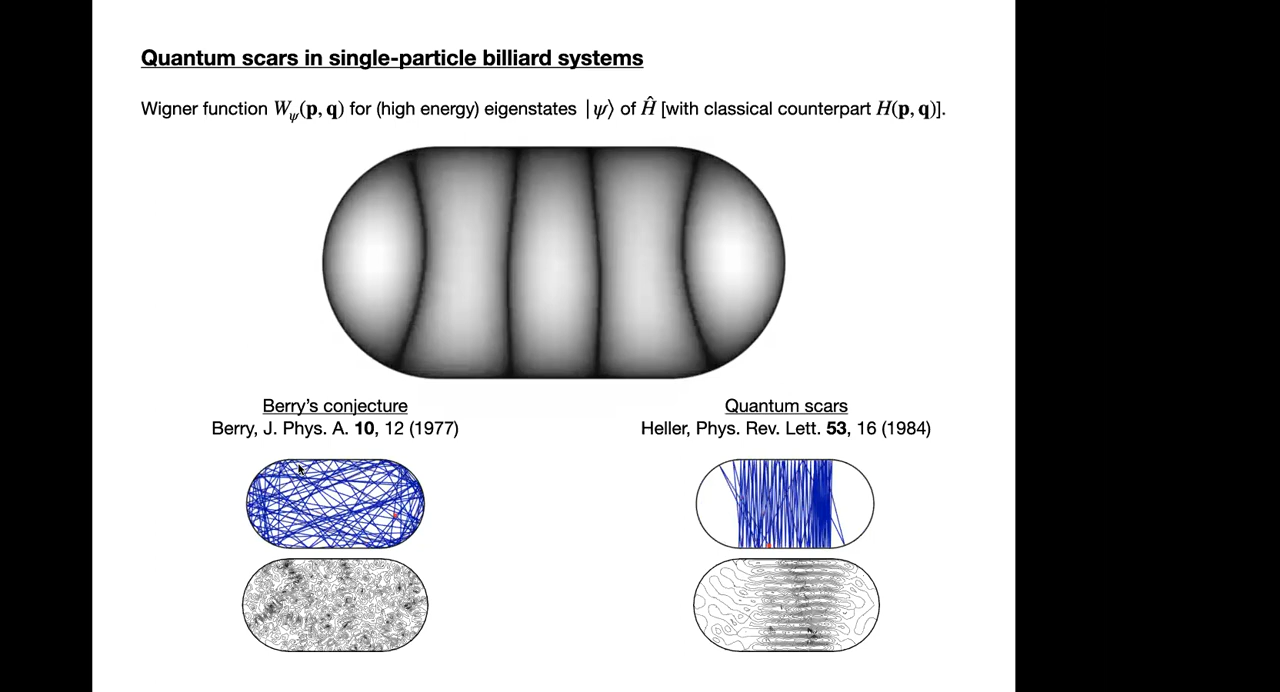 Quantum scars in single-particle billiard systems
Wigner function W_ψ(p, q) for (high energy) eigenstates |ψ⟩ of Ĥ [with classical counterpart H(p, q)].
Berry's conjecture
Berry, J. Phys. A. 10, 12 (1977)
Quantum scars
Heller, Phys. Rev. Lett. 53, 16 (1984)